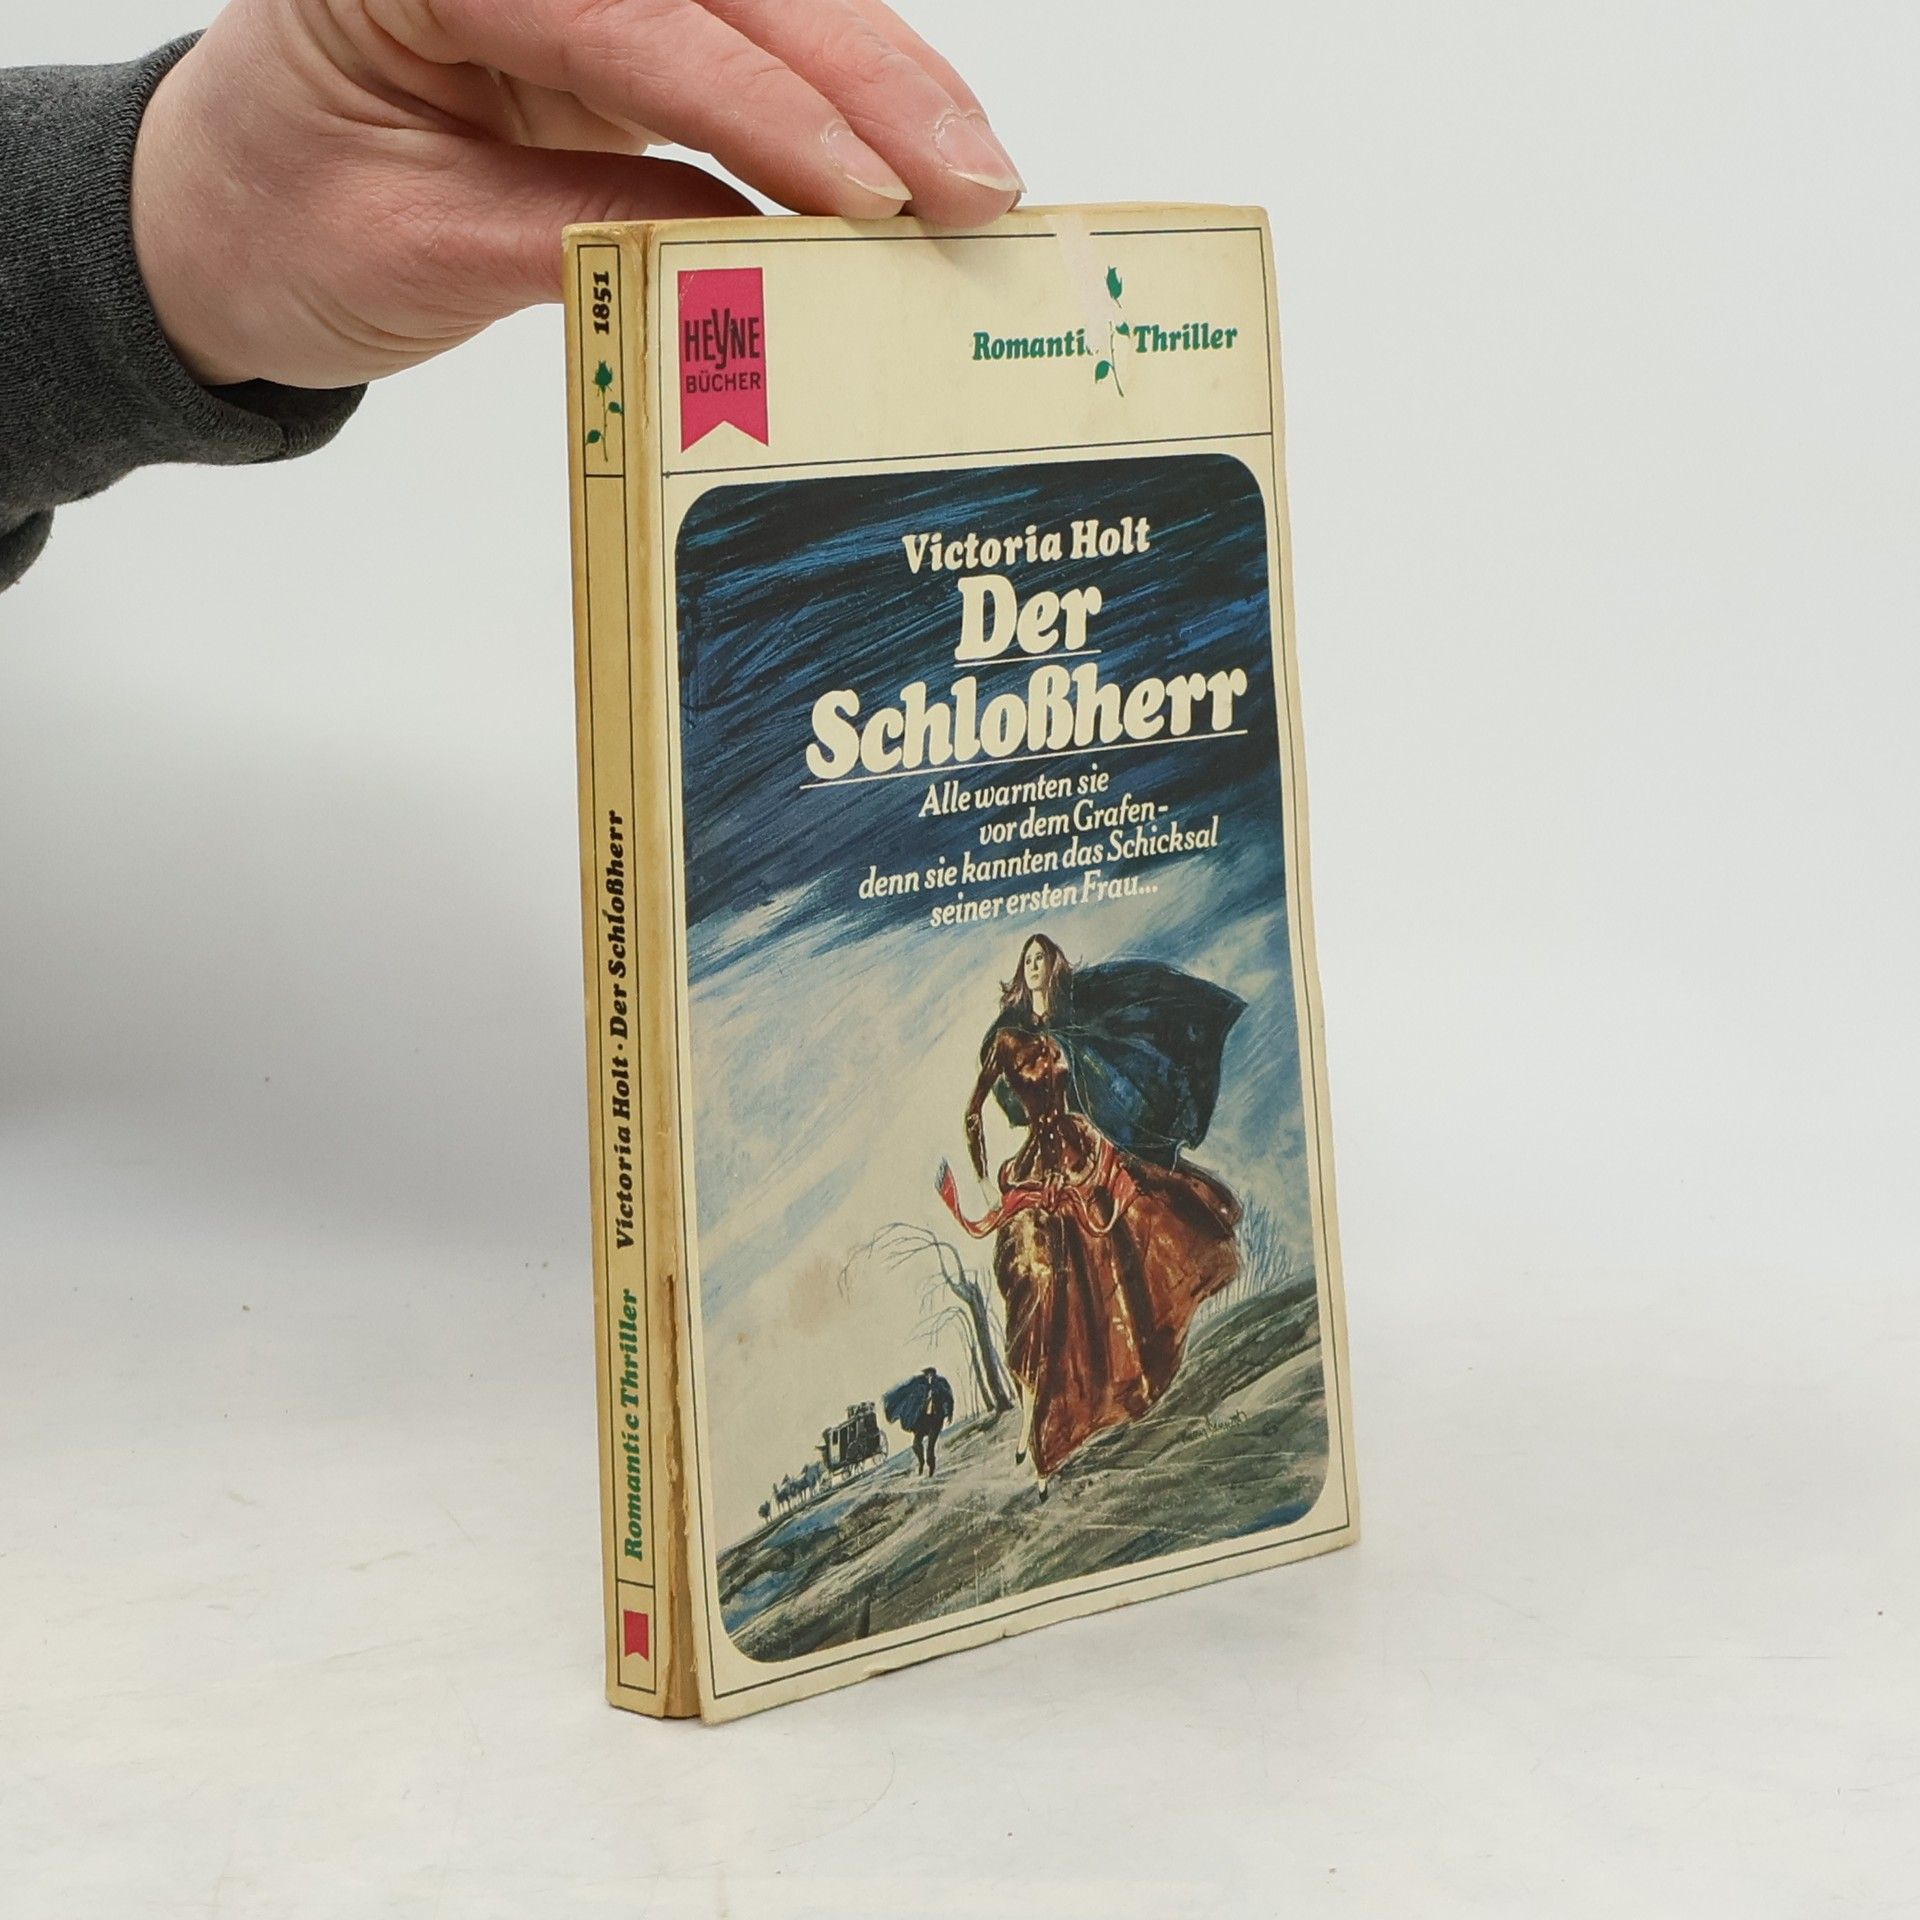 1851
Victoria Holt · Der Schloßherr
Romantic Thriller
HEYNE
BÜCHER
Romantic Thriller
Victoria Holt
Der
Schloßherr
Alle warnten sie
vor dem Grafen-
denn sie kannten das Schicksal
seiner ersten Frau...